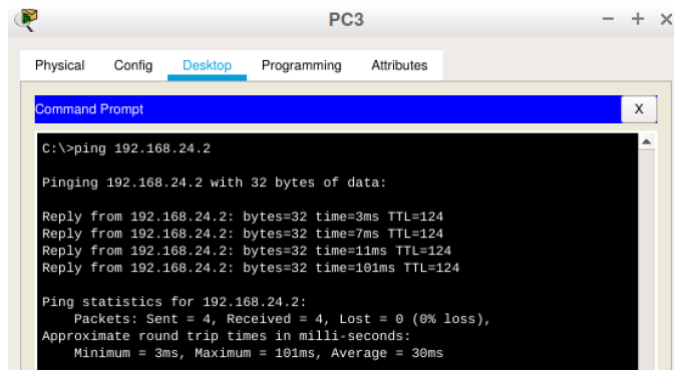 PC3
Physical Config Desktop Programming Attributes
Command Prompt X
C:\>ping 192.168.24.2
Pinging 192.168.24.2 with 32 bytes of data:
Reply from 192.168.24.2: bytes=32 time=3ms TTL=124
Reply from 192.168.24.2: bytes=32 time=7ms TTL=124
Reply from 192.168.24.2: bytes=32 time=11ms TTL=124
Reply from 192.168.24.2: bytes=32 time=101ms TTL=124
Ping statistics for 192.168.24.2:
Packets: Sent = 4, Received = 4, Lost = 0 (0% loss),
Approximate round trip times in milli-seconds:
Minimum = 3ms, Maximum = 101ms, Average = 30ms